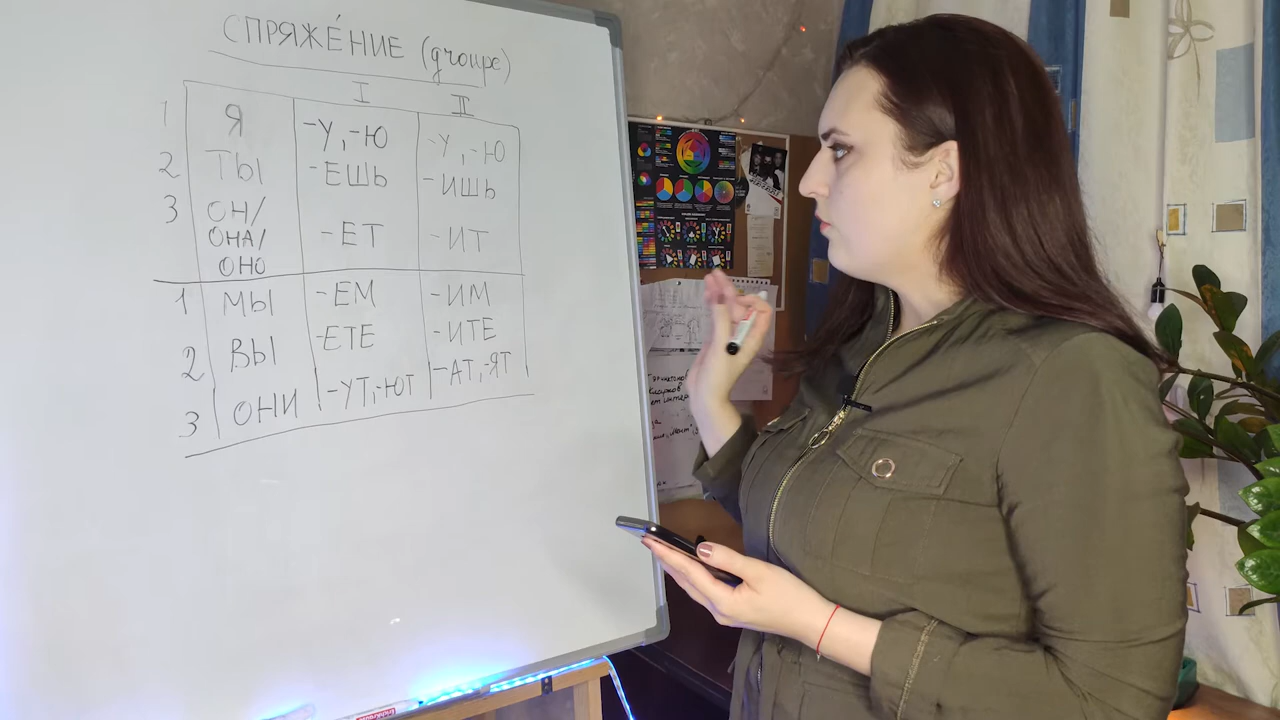 СПРЯЖЕ́НИЕ (groupe)
I II
1 Я -У, -Ю -У, -Ю
2 ТЫ -ЕШЬ -ИШЬ
3 ОН/
ОНА/ -ЕТ -ИТ
ОНО
1 МЫ -ЕМ -ИМ
2 ВЫ -ЕТЕ -ИТЕ
3 ОНИ -УТ,-ЮТ -АТ,-ЯТ